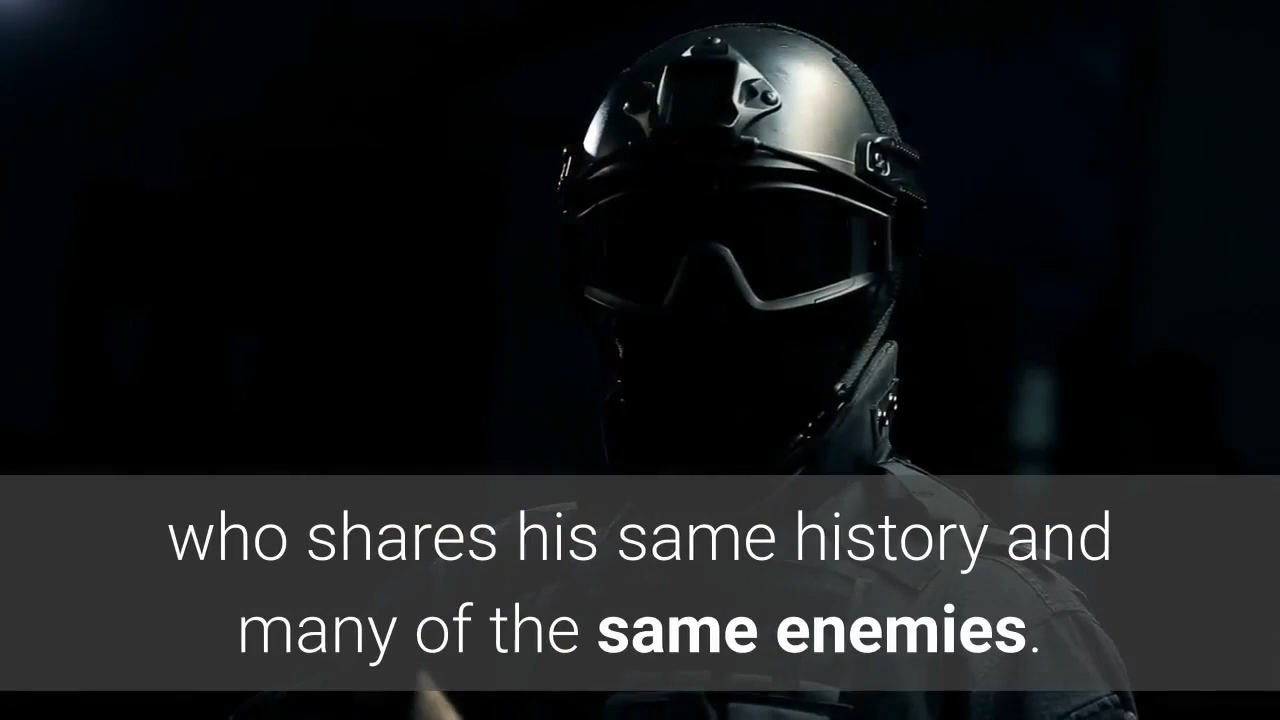 who shares his same history and
many of the same enemies.